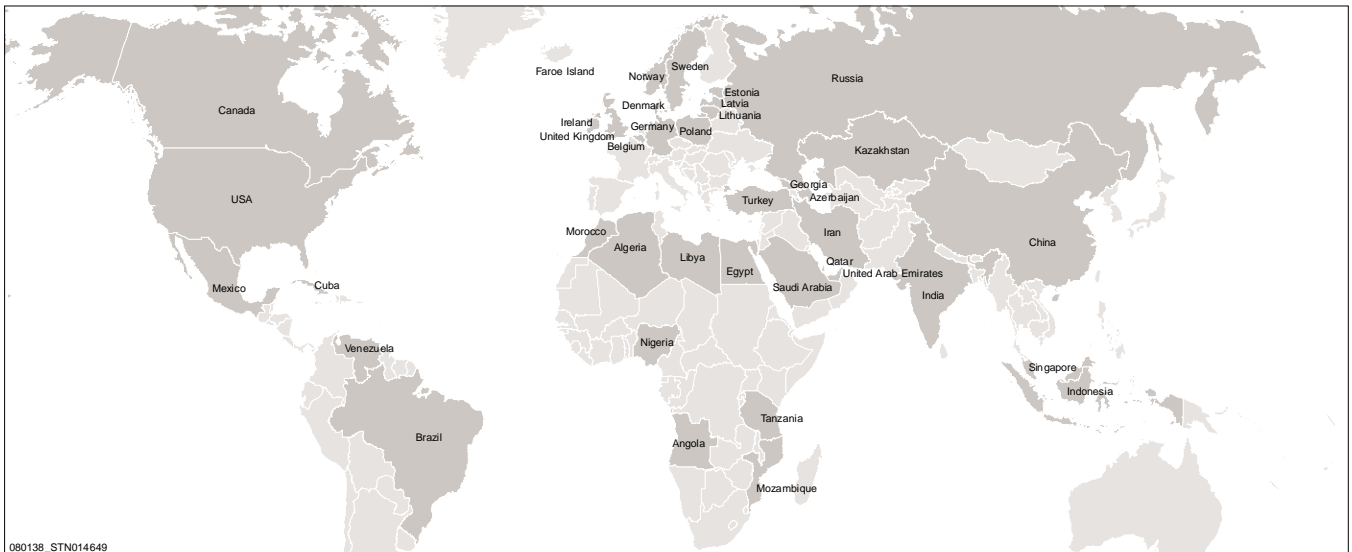 Faroe Island
Sweden
Norway
Russia
Estonia
Latvia
Lithuania
Denmark
Canada
Ireland
Germany
Poland
United Kingdom
Belgium
Kazakhstan
Georgia
Azerbaijan
USA
Turkey
Morocco
Algeria
Iran
China
Libya
Qatar
Egypt
United Arab Emirates
Mexico
Cuba
Saudi Arabia
India
Venezuela
Nigeria
Singapore
Indonesia
Tanzania
Brazil
Angola
Mozambique
080138_STN014649